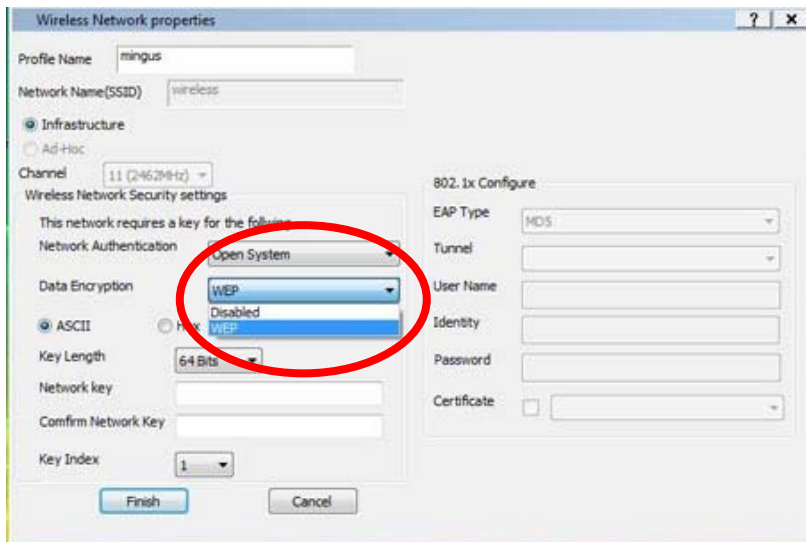 Wireless Network properties
? x
Profile Name mingus
Network Name(SSID) wireless
Infrastructure
Ad-Hoc
Channel 11 (2462MHz)
Wireless Network Security settings
This network requires a key for the
Network Authentication Open System
Data Encryption WEP
Disabled
WEP
ASCII Hex
Key Length 64 Bits
Network key
Comfirm Network Key
Key Index 1
Finish Cancel
802.1x Configure
EAP Type MD5
Tunnel
User Name
Identity
Password
Certificate